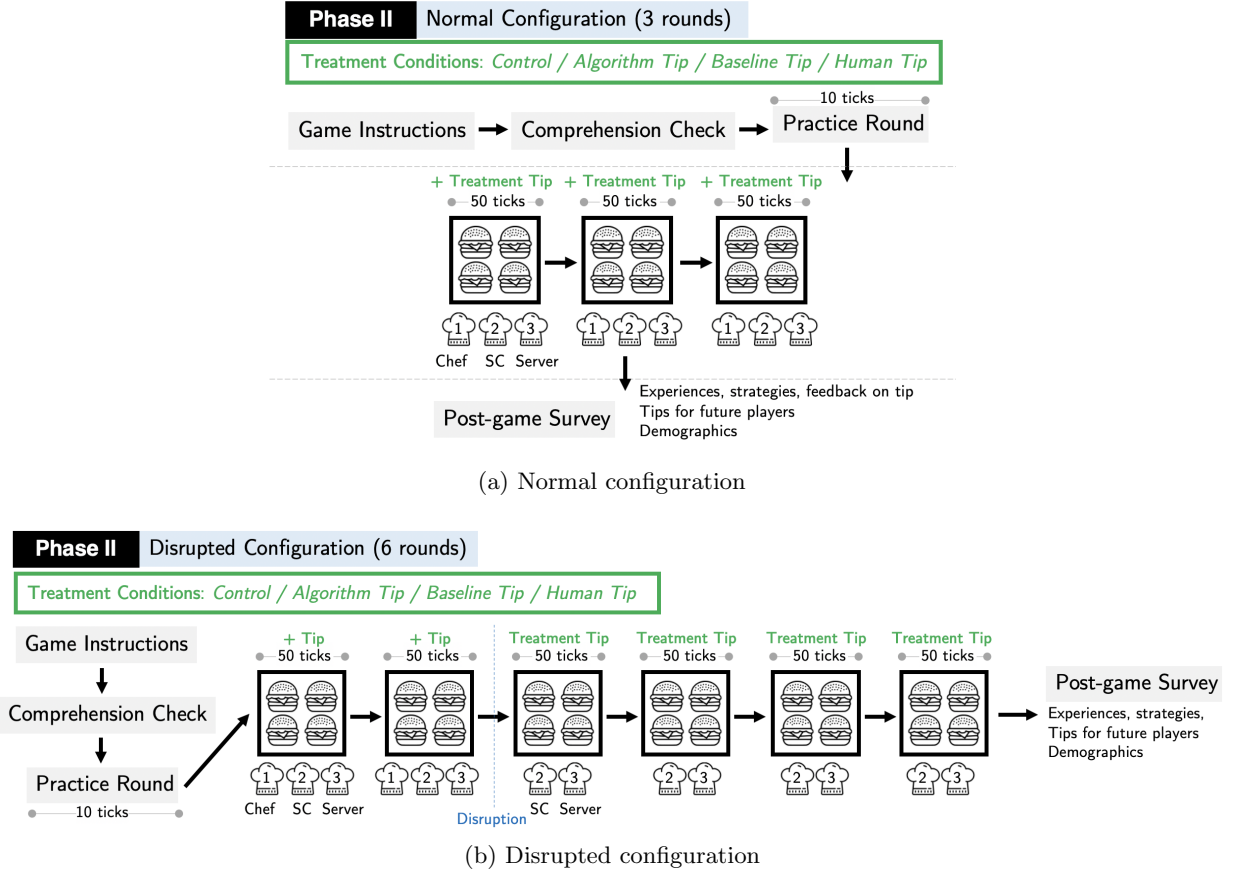 Phase II Normal Configuration (3 rounds)
Treatment Conditions: Control / Algorithm Tip / Baseline Tip / Human Tip
10 ticks
Game Instructions Comprehension Check Practice Round
+ Treatment Tip + Treatment Tip + Treatment Tip
50 ticks 50 ticks 50 ticks
1 2 3 1 2 3 1 2 3
Chef SC Server
Experiences, strategies, feedback on tip
Post-game Survey Tips for future players
Demographics
(a) Normal configuration
Phase II Disrupted Configuration (6 rounds)
Treatment Conditions: Control / Algorithm Tip / Baseline Tip / Human Tip
Game Instructions
Comprehension Check
Practice Round
10 ticks
+ Tip + Tip Treatment Tip Treatment Tip Treatment Tip Treatment Tip
50 ticks 50 ticks 50 ticks 50 ticks 50 ticks 50 ticks
1 2 3 1 2 3 2 3 2 3 2 3 2 3
Chef SC Server SC Server
Disruption
Post-game Survey
Experiences, strategies,
Tips for future players
Demographics
(b) Disrupted configuration